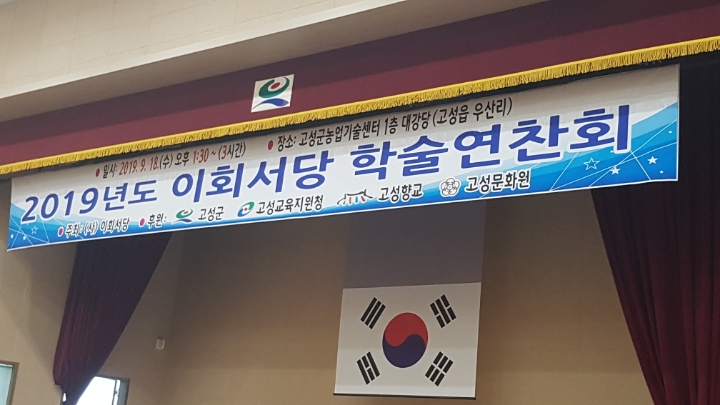 ● 일시: 2019. 9. 18.(수) 오후 1:30 ~ (3시간) ● 장소: 고성군농업기술센터 1층 대강당(고성읍 우산리)
2019년도 이회서당 학술연찬회
● 주최: (사) 이회서당 ● 후원: 고성군 고성교육지원청 고성향교 고성문화원